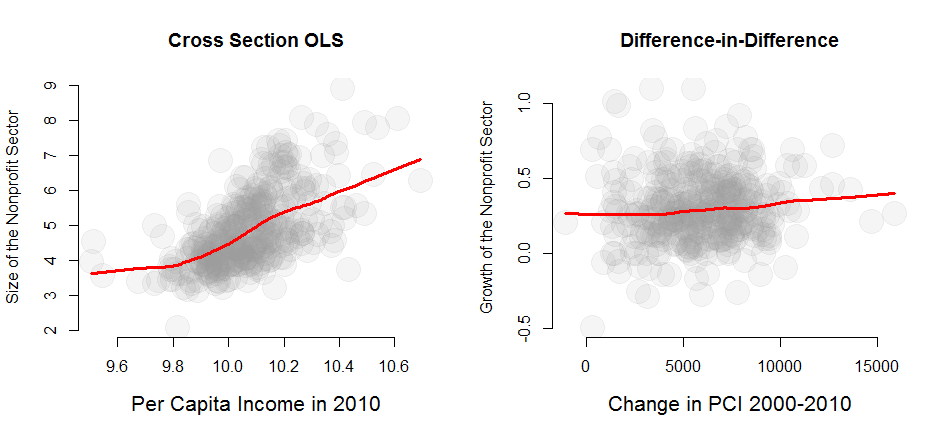 Cross Section OLS
Size of the Nonprofit Sector
9
8
7
6
5
4
3
2
9.6 9.8 10.0 10.2 10.4 10.6
Per Capita Income in 2010
Difference-in-Difference
Growth of the Nonprofit Sector
1.0
0.5
0.0
-0.5
0 5000 10000 15000
Change in PCI 2000-2010